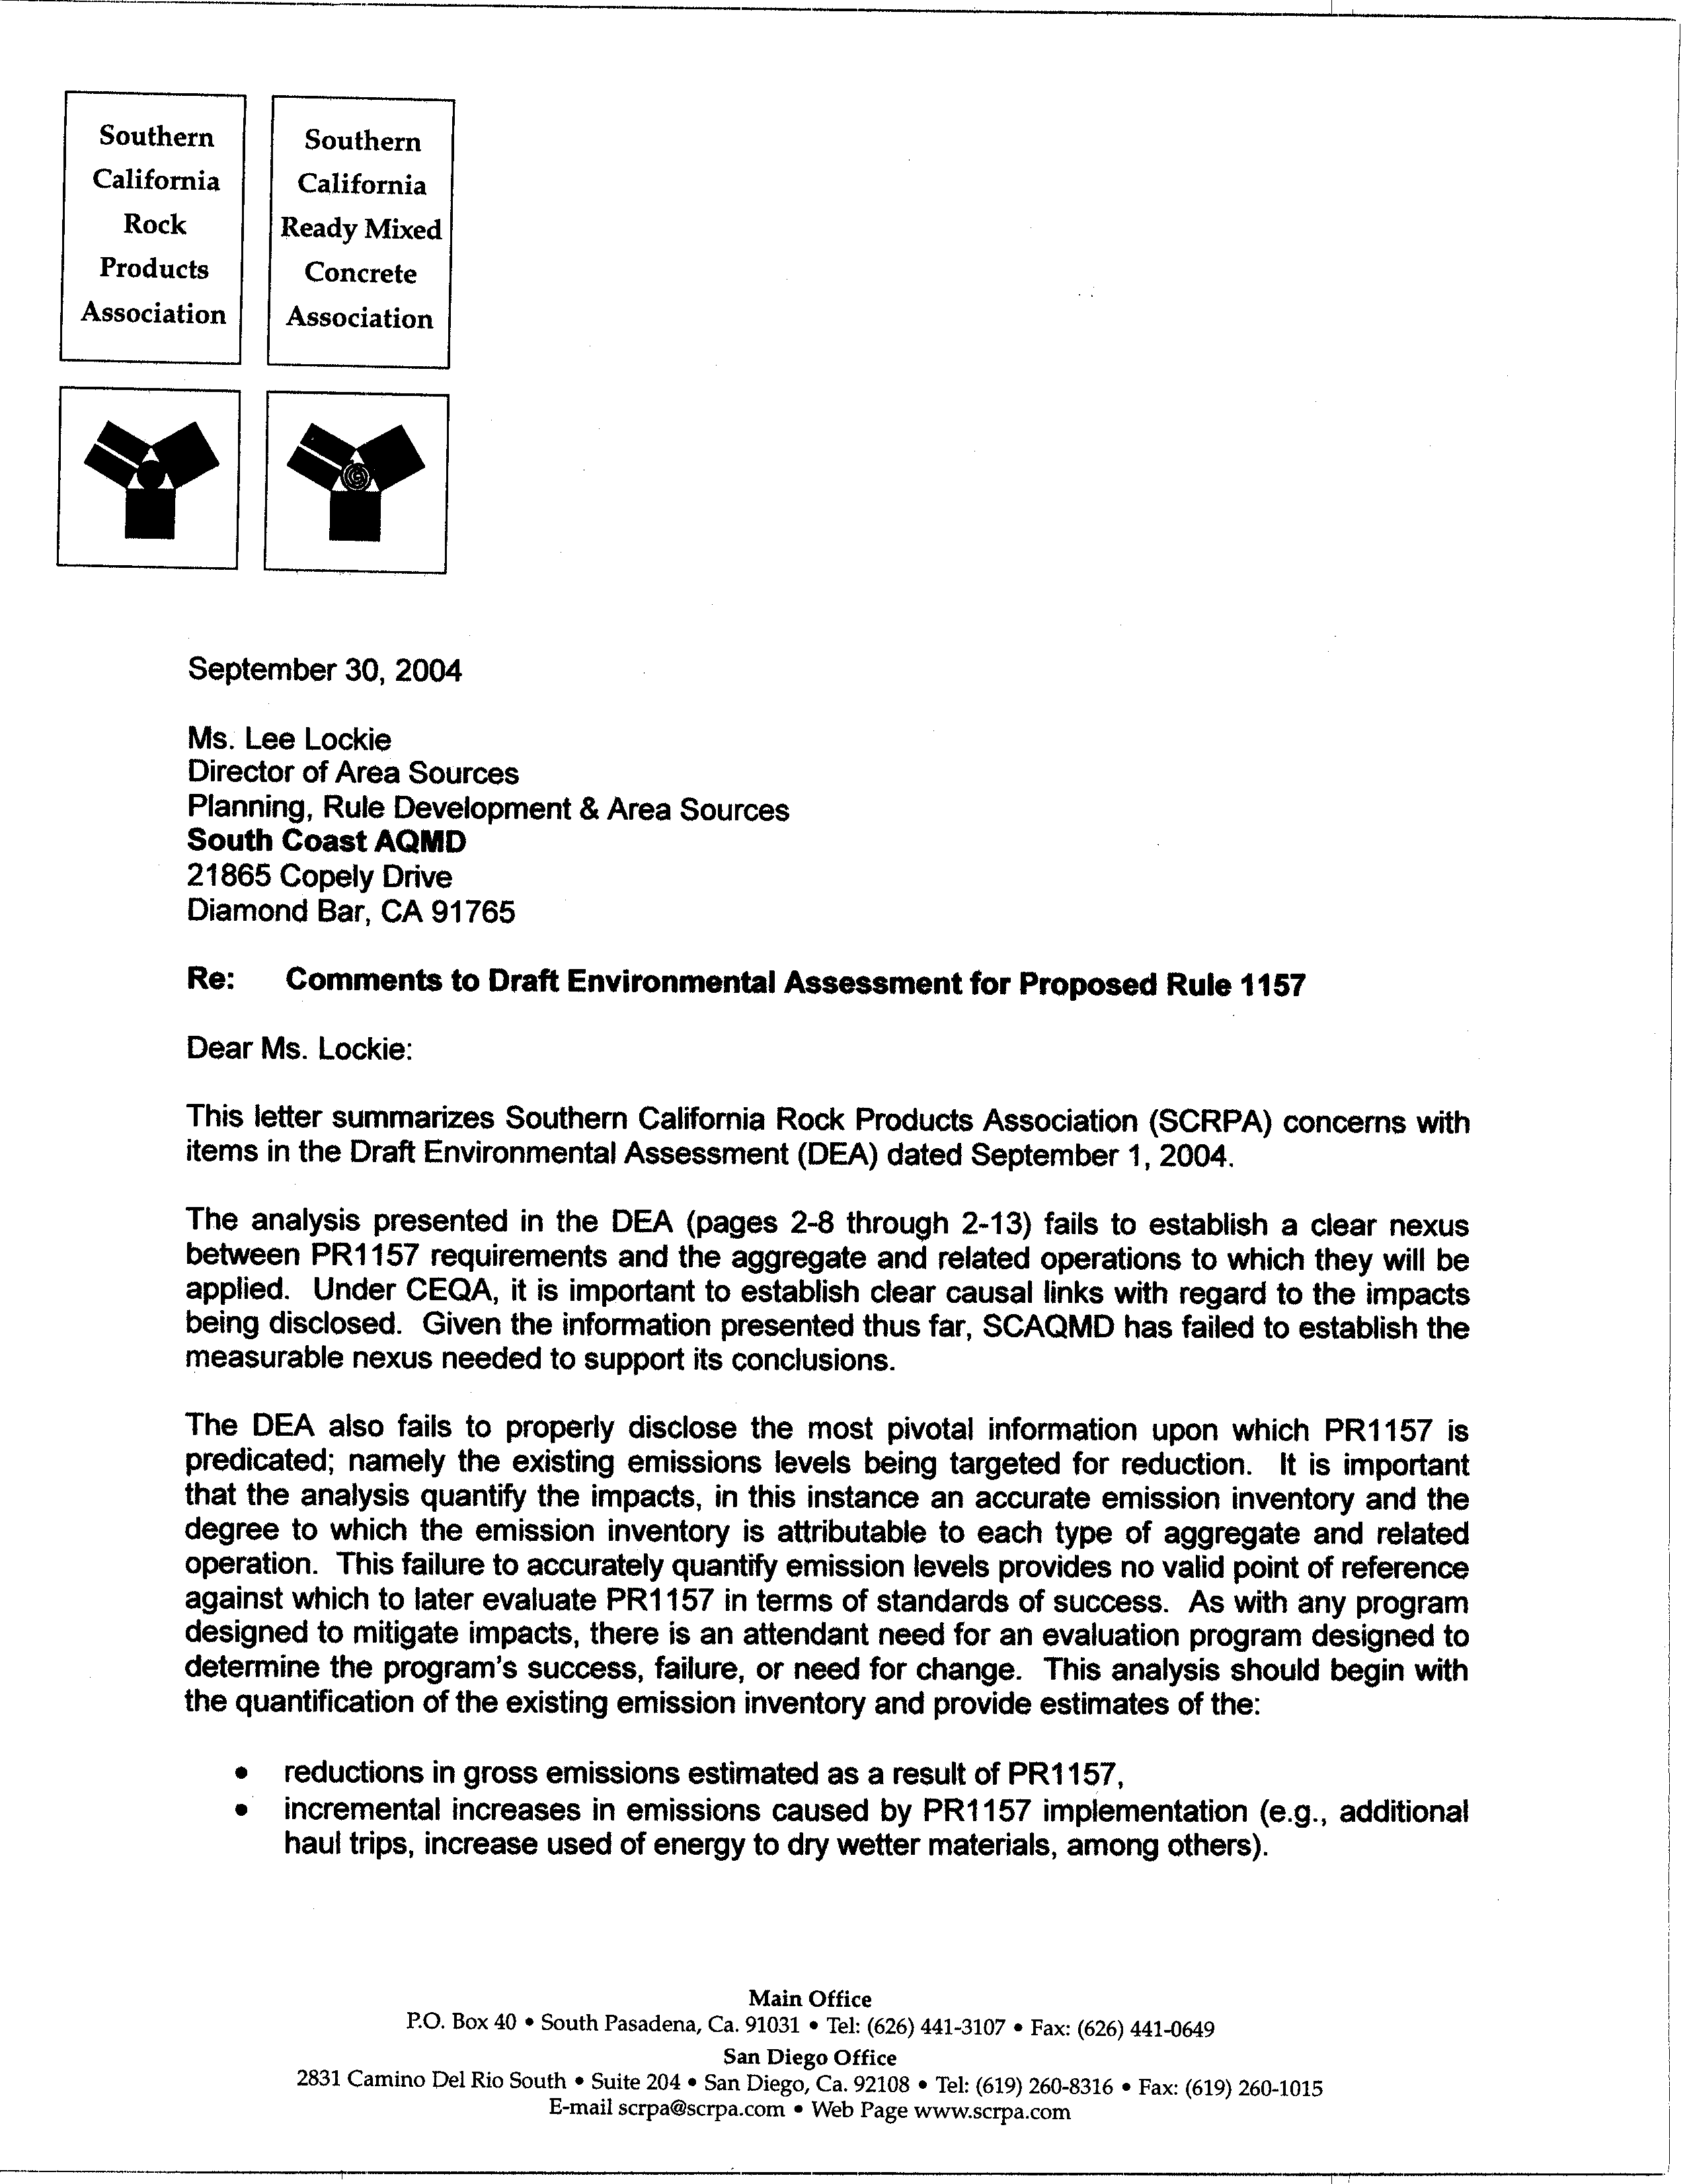 Southern
California
Rock
Products
Association
Southern
California
Ready Mixed
Concrete
Association
September 30, 2004
Ms. Lee Lockie
Director of Area Sources
Planning, Rule Development & Area Sources
South Coast AQMD
21865 Copely Drive
Diamond Bar, CA 91765
Re: Comments to Draft Environmental Assessment for Proposed Rule 1157
Dear Ms. Lockie:
This letter summarizes Southern California Rock Products Association (SCRPA) concerns with
items in the Draft Environmental Assessment (DEA) dated September 1, 2004.
The analysis presented in the DEA (pages 2-8 through 2-13) fails to establish a clear nexus
between PR1157 requirements and the aggregate and related operations to which they will be
applied. Under CEQA, it is important to establish clear causal links with regard to the impacts
being disclosed. Given the information presented thus far, SCAQMD has failed to establish the
measurable nexus needed to support its conclusions.
The DEA also fails to properly disclose the most pivotal information upon which PR1157 is
predicated; namely the existing emissions levels being targeted for reduction. It is important
that the analysis quantify the impacts, in this instance an accurate emission inventory and the
degree to which the emission inventory is attributable to each type of aggregate and related
operation. This failure to accurately quantify emission levels provides no valid point of reference
against which to later evaluate PR1157 in terms of standards of success. As with any program
designed to mitigate impacts, there is an attendant need for an evaluation program designed to
determine the program's success, failure, or need for change. This analysis should begin with
the quantification of the existing emission inventory and provide estimates of the:
• reductions in gross emissions estimated as a result of PR1157,
• incremental increases in emissions caused by PR1157 implementation (e.g., additional
haul trips, increase used of energy to dry wetter materials, among others).
Main Office
P.O. Box 40 • South Pasadena, Ca. 91031 • Tel: (626) 441-3107 • Fax: (626) 441-0649
San Diego Office
2831 Camino Del Rio South • Suite 204 • San Diego, Ca. 92108 • Tel: (619) 260-8316 • Fax: (619) 260-1015
E-mail scrpa@scrpa.com • Web Page www.scrpa.com